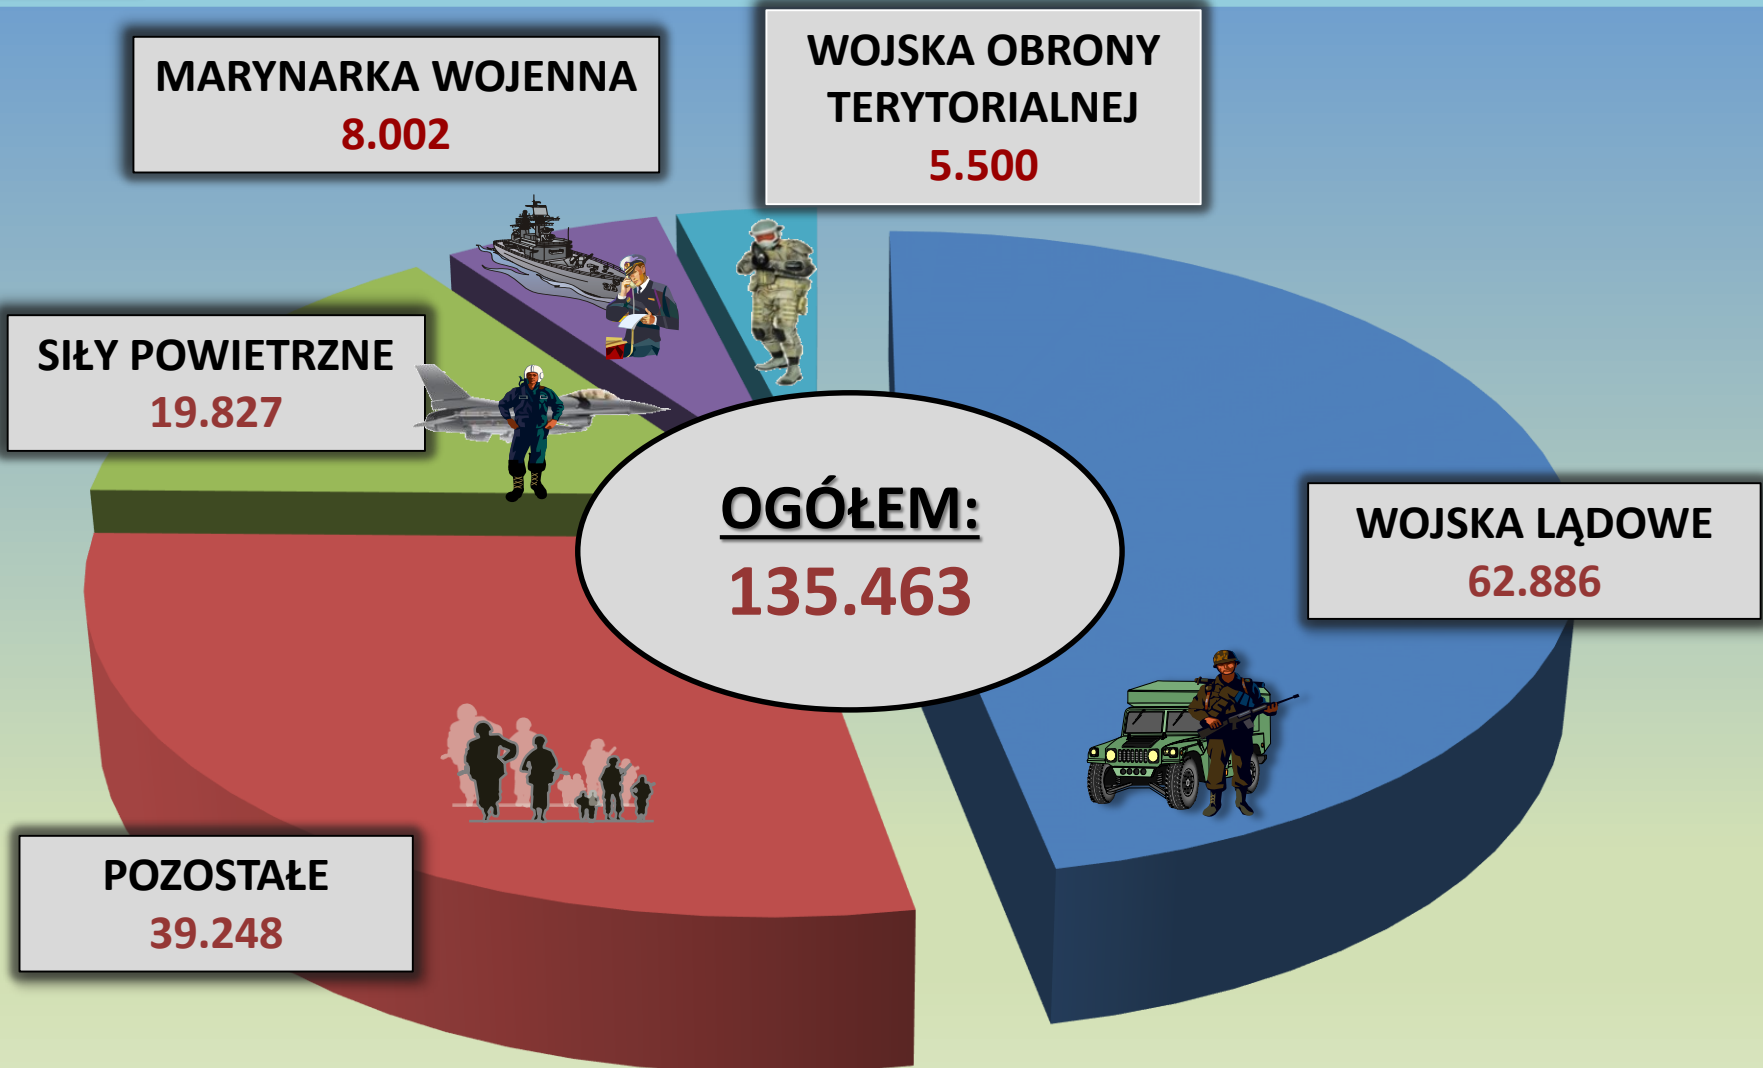 MARYNARKA WOJENNA
8.002
WOJSKA OBRONY
TERYTORIALNEJ
5.500
SIŁY POWIETRZNE
19.827
OGÓŁEM:
135.463
WOJSKA LĄDOWE
62.886
POZOSTAŁE
39.248